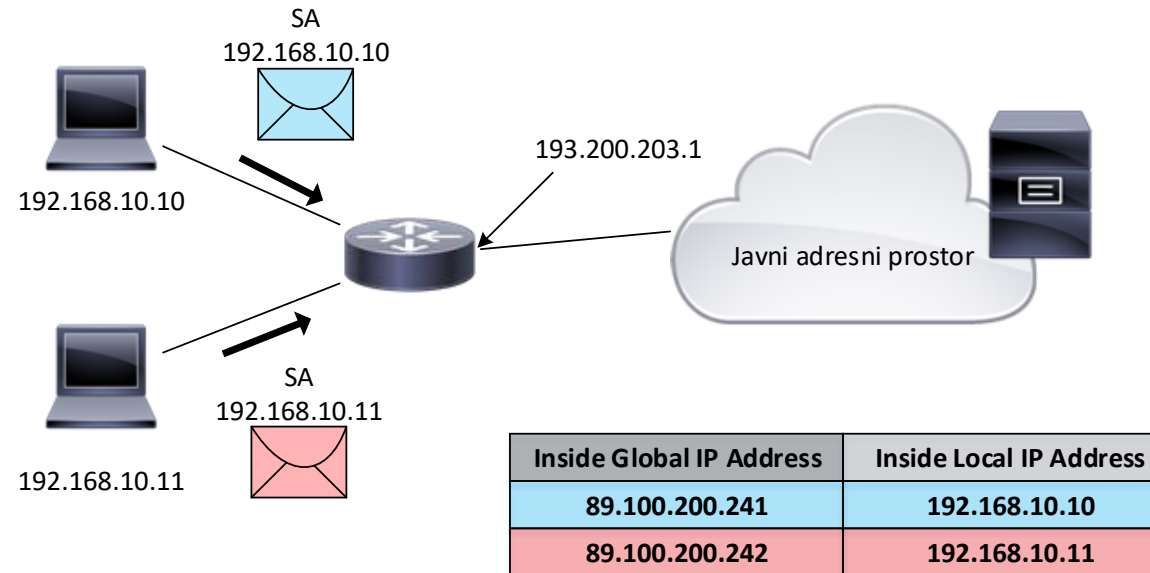 SA
192.168.10.10
192.168.10.10
193.200.203.1
Javni adresni prostor
SA
192.168.10.11
192.168.10.11
Inside Global IP Address Inside Local IP Address
89.100.200.241 192.168.10.10
89.100.200.242 192.168.10.11